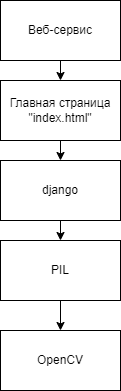 Веб-сервис
Главная страница
"index.html"
django
PIL
OpenCV